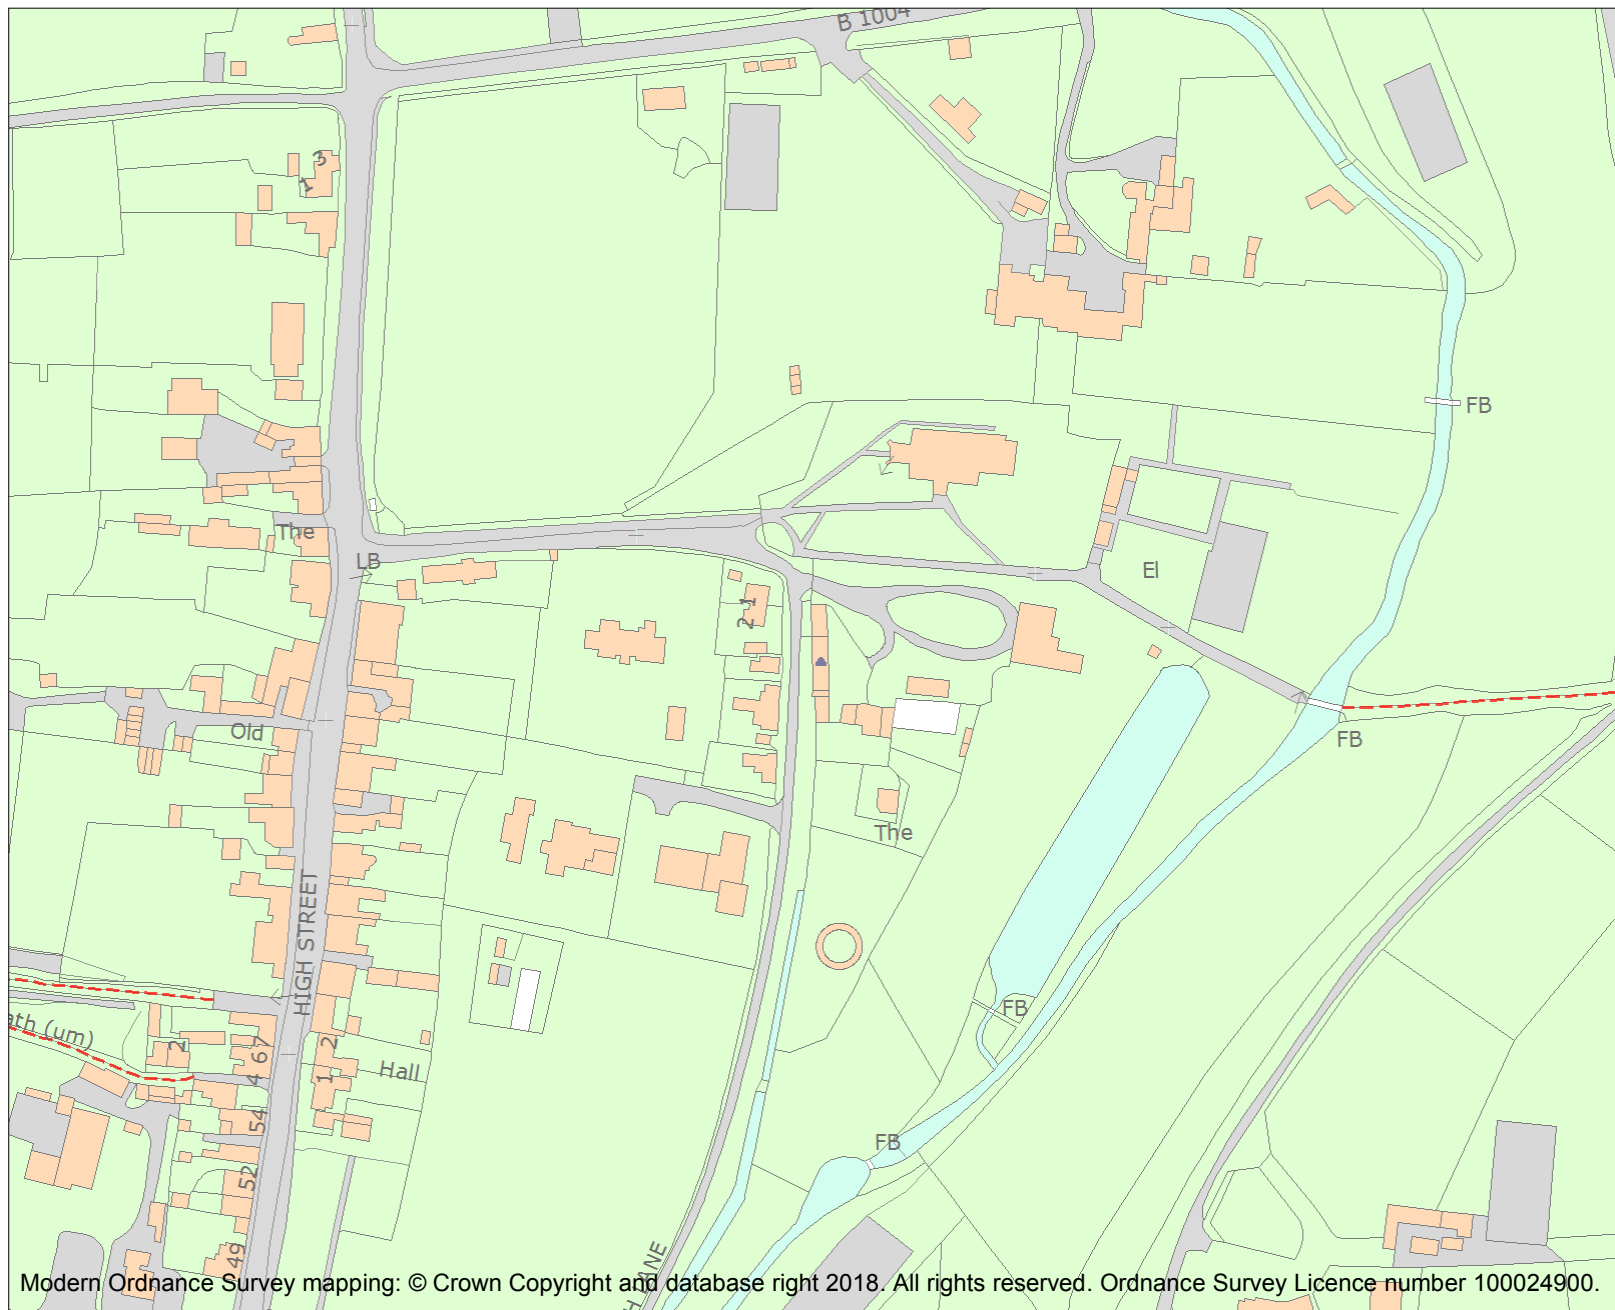 B 1004
3
1
FB
The
LB
El
2 1
Old
FB
The
HIGH STREET
FB
ath (um)
2
67
2
4
1
Hall
54
FB
52
49
H LANE
Modern Ordnance Survey mapping: © Crown Copyright and database right 2018. All rights reserved. Ordnance Survey Licence number 100024900.